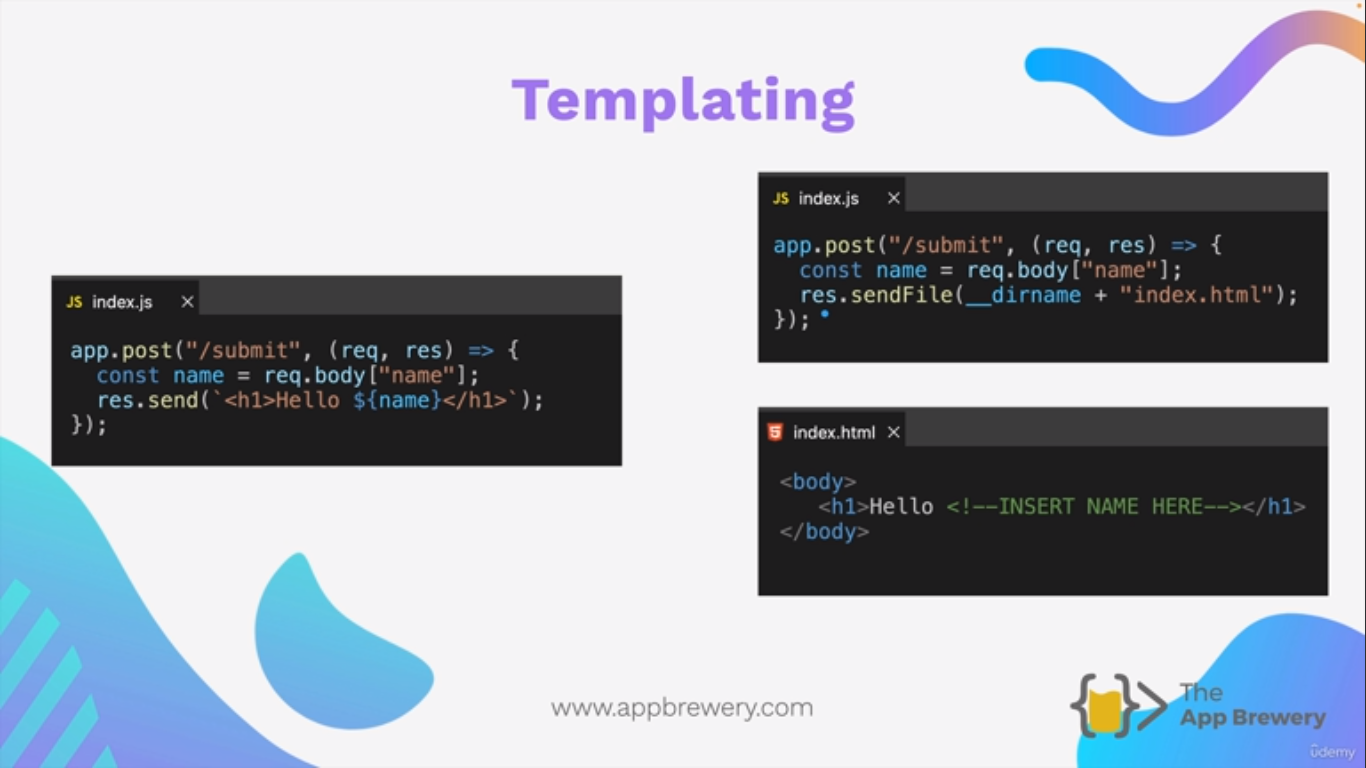 Templating
JS index.js ×
app.post("/submit", (req, res) => {
  const name = req.body["name"];
  res.send(`<h1>Hello ${name}</h1>`);
});
JS index.js ×
app.post("/submit", (req, res) => {
  const name = req.body["name"];
  res.sendFile(__dirname + "index.html");
});
5 index.html ×
<body>
   <h1>Hello <!--INSERT NAME HERE--></h1>
</body>
www.appbrewery.com
The
App Brewery
ûdemy